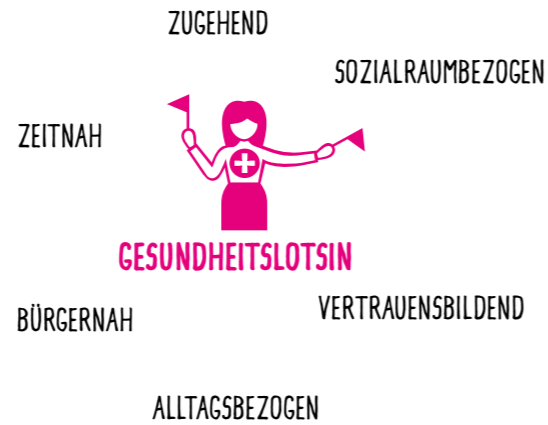 ZUGEHEND
SOZIALRAUMBEZOGEN
ZEITNAH
GESUNDHEITSLOTSIN
VERTRAUENSBILDEND
BÜRGERNAH
ALLTAGSBEZOGEN